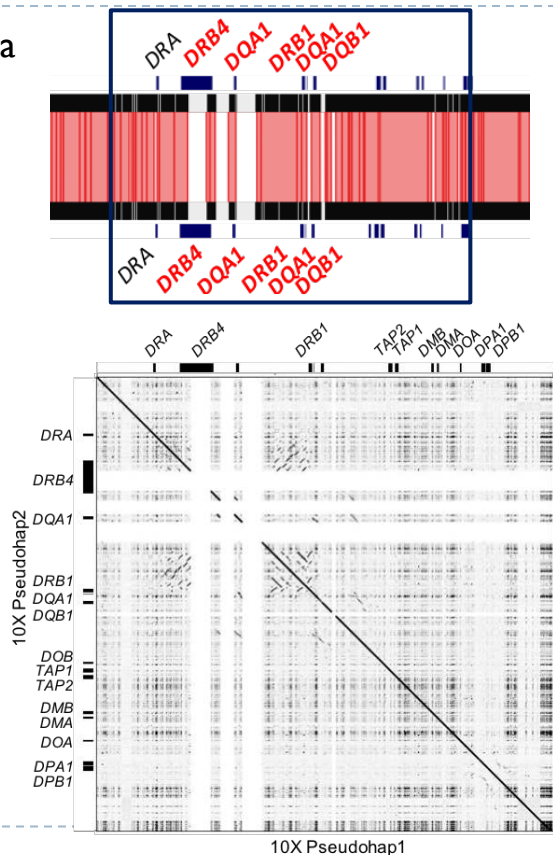 a
DRA DRB4 DQA1 DRB1 DQA1 DQB1
DRA DRB4 DQA1 DRB1 DQA1 DQB1
DRA DRB4 DRB1 TAP2 TAP1 DMB DMA DOA DPA1 DPB1
DRA
DRB4
DQA1
DRB1
DQA1
DQB1
DOB
TAP1
TAP2
DMB
DMA
DOA
DPA1
DPB1
10X Pseudohap2
10X Pseudohap1